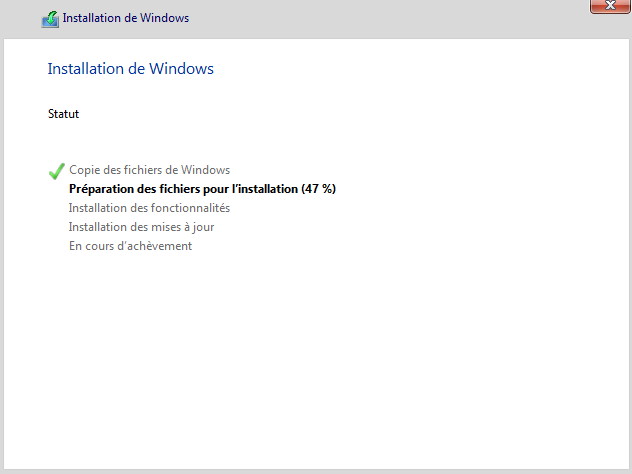 Installation de Windows
Installation de Windows
Statut
Copie des fichiers de Windows
Préparation des fichiers pour l'installation (47 %)
Installation des fonctionnalités
Installation des mises à jour
En cours d'achèvement